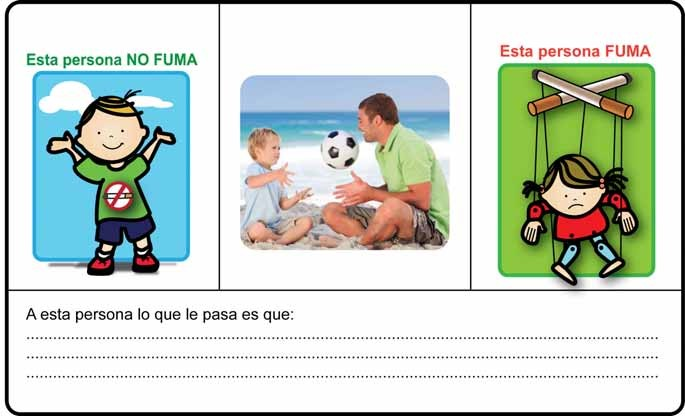 Esta persona NO FUMA
Esta persona FUMA
A esta persona lo que le pasa es que: